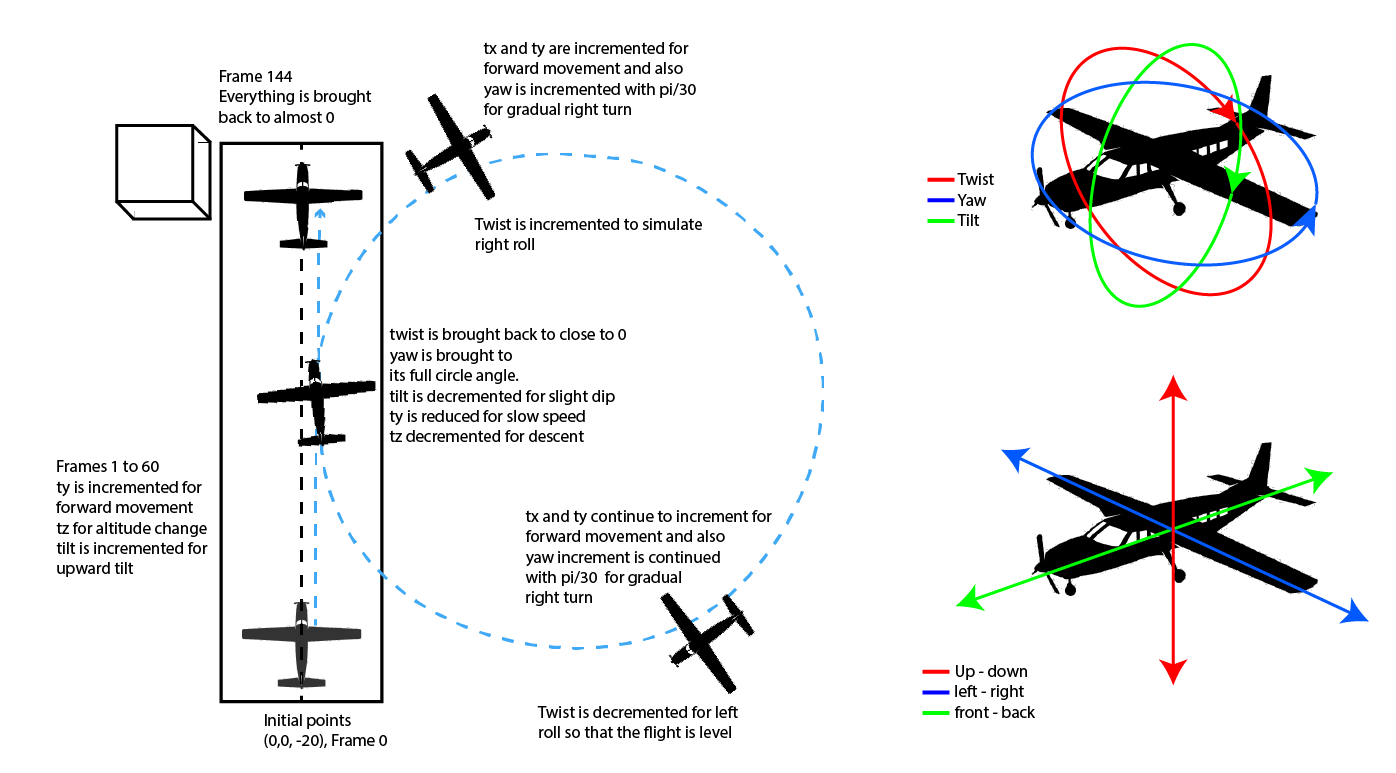 tx and ty are incremented for
forward movement and also
yaw is incremented with pi/30
for gradual right turn
Frame 144
Everything is brought
back to almost 0
Twist
Yaw
Tilt
Twist is incremented to simulate
right roll
twist is brought back to close to 0
yaw is brought to
its full circle angle.
tilt is decremented for slight dip
ty is reduced for slow speed
tz decremented for descent
Frames 1 to 60
ty is incremented for
forward movement
tz for altitude change
tilt is incremented for
upward tilt
tx and ty continue to increment for
forward movement and also
yaw increment is continued
with pi/30 for gradual
right turn
Up - down
left - right
front - back
Twist is decremented for left
roll so that the flight is level
Initial points
(0,0, -20), Frame 0